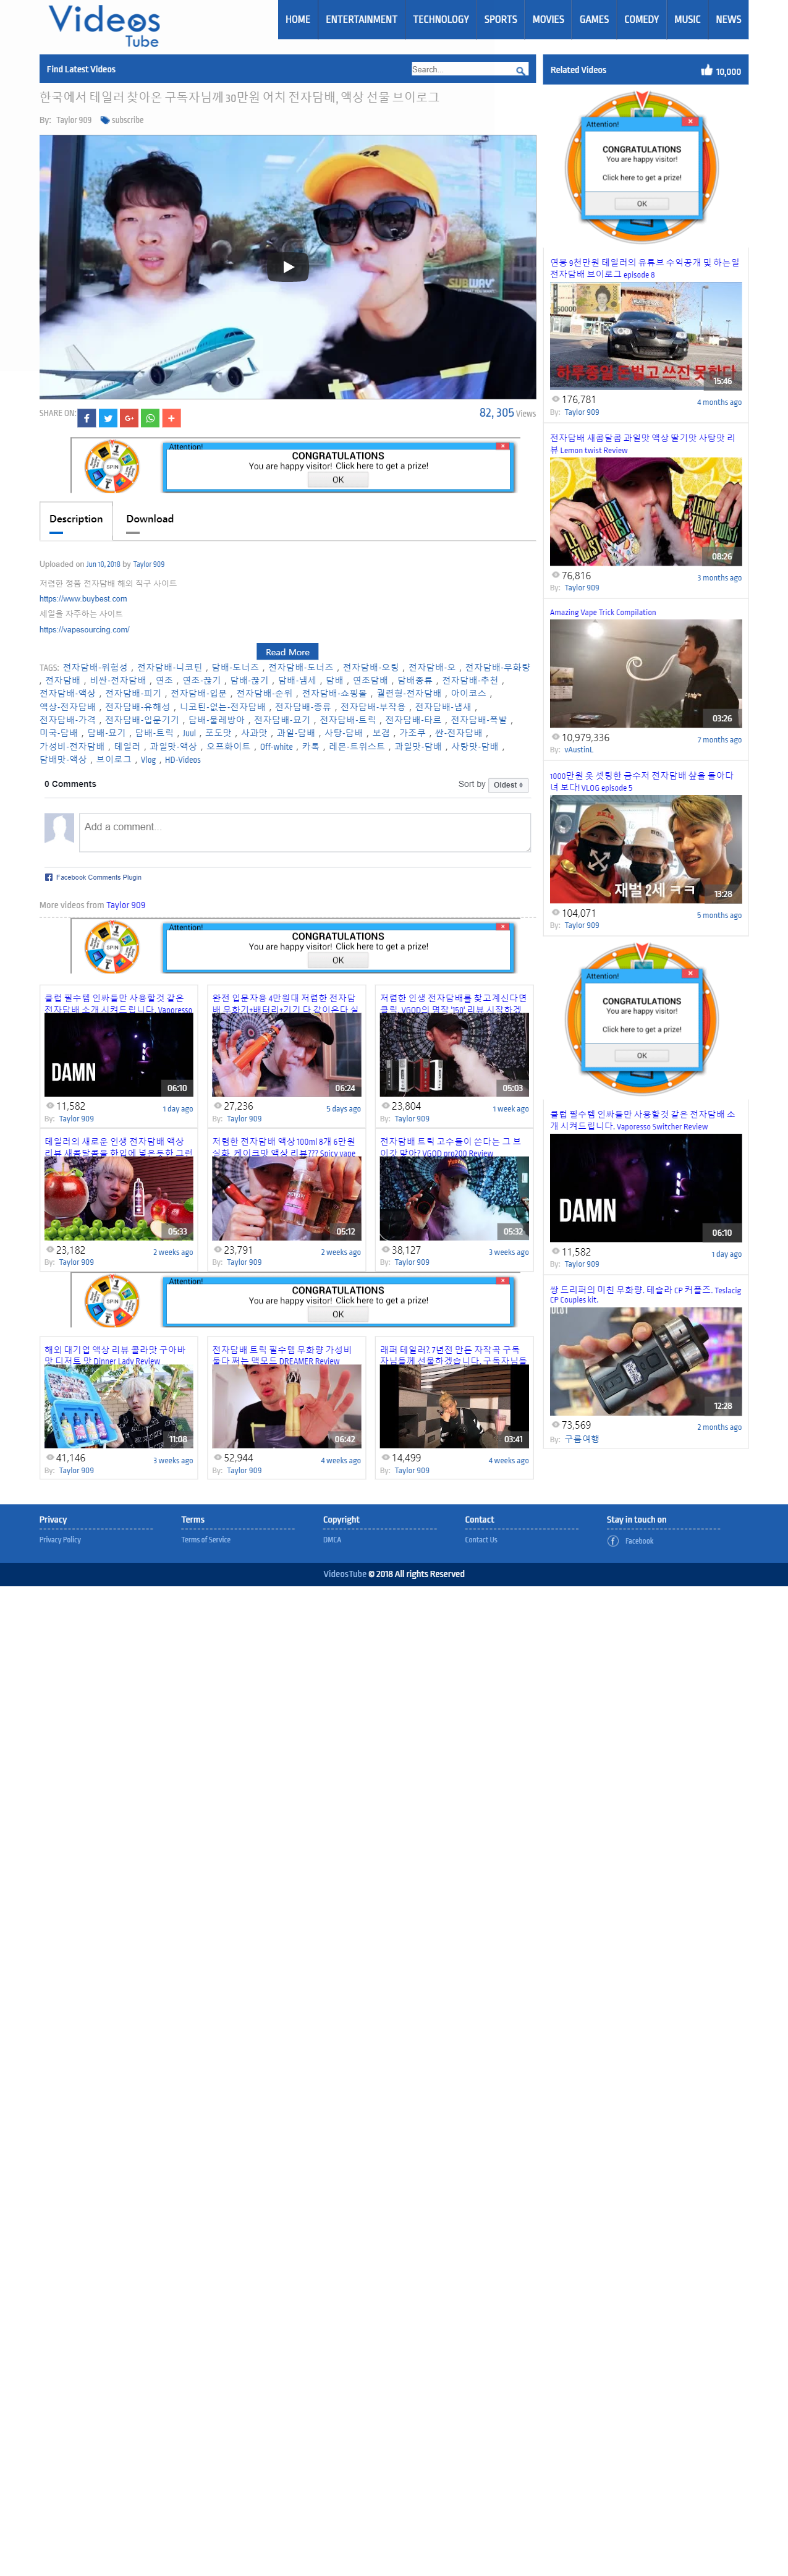 Videos
Tube
HOME ENTERTAINMENT TECHNOLOGY SPORTS MOVIES GAMES COMEDY MUSIC NEWS
Find Latest Videos
Search...
한국에서 테일러 찾아온 구독자님께 30만원 어치 전자담배, 액상 선물 브이로그
By: Taylor 909 subscribe
SUBWAY
SHARE ON:
82, 305 Views
Attention!
CONGRATULATIONS
You are happy visitor! Click here to get a prize!
OK
SPIN
Description Download
Uploaded on Jun 10, 2018 by Taylor 909
저렴한 정품 전자담배 해외 직구 사이트
https://www.buybest.com
세일을 자주하는 사이트
https://vapesourcing.com/
Read More
TAGS: 전자담배-위험성 , 전자담배-니코틴 , 담배-도너즈 , 전자담배-도너즈 , 전자담배-오링 , 전자담배-오 , 전자담배-무화량
, 전자담배 , 비싼-전자담배 , 연초 , 연초-끊기 , 담배-끊기 , 담배-냄세 , 담배 , 연초담배 , 담배종류 , 전자담배-추천 ,
전자담배-액상 , 전자담배-피기 , 전자담배-입문 , 전자담배-순위 , 전자담배-쇼핑몰 , 궐련형-전자담배 , 아이코스 ,
액상-전자담배 , 전자담배-유해성 , 니코틴-없는-전자담배 , 전자담배-종류 , 전자담배-부작용 , 전자담배-냄새 ,
전자담배-가격 , 전자담배-입문기기 , 담배-물레방아 , 전자담배-묘기 , 전자담배-트릭 , 전자담배-타르 , 전자담배-폭발 ,
미국-담배 , 담배-묘기 , 담배-트릭 , Juul , 포도맛 , 사과맛 , 과일-담배 , 사탕-담배 , 보겸 , 가조쿠 , 싼-전자담배 ,
가성비-전자담배 , 테일러 , 과일맛-액상 , 오프화이트 , Off-white , 카톡 , 레몬-트위스트 , 과일맛-담배 , 사탕맛-담배 ,
담배맛-액상 , 브이로그 , Vlog , HD-Videos
0 Comments
Sort by Oldest
Add a comment...
Facebook Comments Plugin
More videos from Taylor 909
Attention!
CONGRATULATIONS
You are happy visitor! Click here to get a prize!
OK
SPIN
클럽 필수템 인싸들만 사용할것 같은
전자담배 소개 시켜드립니다. Vaporesso
DAMN
06:10
11,582
1 day ago
By: Taylor 909
완전 입문자용 4만원대 저렴한 전자담
배 무화기+배터리+기기 다 같이온다 실
06:24
27,236
5 days ago
By: Taylor 909
저렴한 인생 전자담배를 찾고계신다면
클릭. VGOD의 명작 '150' 리뷰 시작하겠
05:03
23,804
1 week ago
By: Taylor 909
테일러의 새로운 인생 전자담배 액상
리뷰 새콤달콤을 한입에 넣은듯한 그런
05:33
23,182
2 weeks ago
By: Taylor 909
저렴한 전자담배 액상 100ml 8개 6만원
실화, 케이크맛 액상 리뷰??? Spicy vape
05:12
23,791
2 weeks ago
By: Taylor 909
전자담배 트릭 고수들이 쓴다는 그 브
이강 맞아? VGOD pro200 Review
05:32
38,127
3 weeks ago
By: Taylor 909
Attention!
CONGRATULATIONS
You are happy visitor! Click here to get a prize!
OK
SPIN
해외 대기업 액상 리뷰 콜라맛 구아바
맛 디저트 맛 Dinner Lady Review
11:08
41,146
3 weeks ago
By: Taylor 909
전자담배 트릭 필수템 무화량 가성비
둘다 쩌는 맥모드 DREAMER Review
06:42
52,944
4 weeks ago
By: Taylor 909
래퍼 테일러?. 7년전 만든 자작곡 구독
자님들께 선물하겠습니다. 구독자님들
03:41
14,499
4 weeks ago
By: Taylor 909
Related Videos 10,000
Attention!
CONGRATULATIONS
You are happy visitor!
Click here to get a prize!
OK
연봉 9천만원 테일러의 유튜브 수익공개 및 하는일
전자담배 브이로그 episode 8
50000
하루종일 돈벌고 쓰진 못한다
15:46
176,781
4 months ago
By: Taylor 909
전자담배 새콤달콤 과일맛 액상 딸기맛 사탕맛 리
뷰 Lemon twist Review
LEMON
TWIST
08:26
76,816
3 months ago
By: Taylor 909
Amazing Vape Trick Compilation
03:26
10,979,336
7 months ago
By: vAustinL
1000만원 옷 셋팅한 금수저 전자담배 샵을 돌아다
녀 보다! VLOG episode 5
재벌 2세 ㅋㅋ
13:28
104,071
5 months ago
By: Taylor 909
Attention!
CONGRATULATIONS
You are happy visitor!
Click here to get a prize!
OK
클럽 필수템 인싸들만 사용할것 같은 전자담배 소
개 시켜드립니다. Vaporesso Switcher Review
DAMN
06:10
11,582
1 day ago
By: Taylor 909
쌍 드리퍼의 미친 무화량. 테슬라 CP 커플즈. Teslacig
CP Couples kit.
12:28
73,569
2 months ago
By: 구름여행
Privacy Terms Copyright Contact Stay in touch on
Privacy Policy Terms of Service DMCA Contact Us Facebook
VideosTube © 2018 All rights Reserved